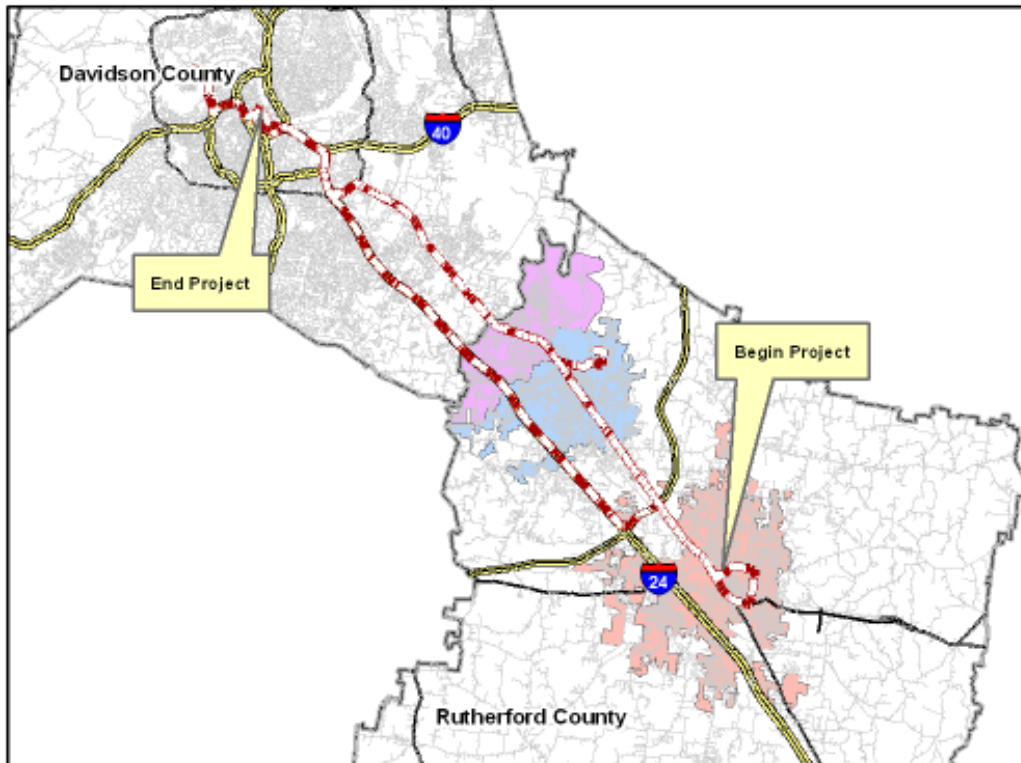 Davidson County
40
End Project
Begin Project
24
Rutherford County